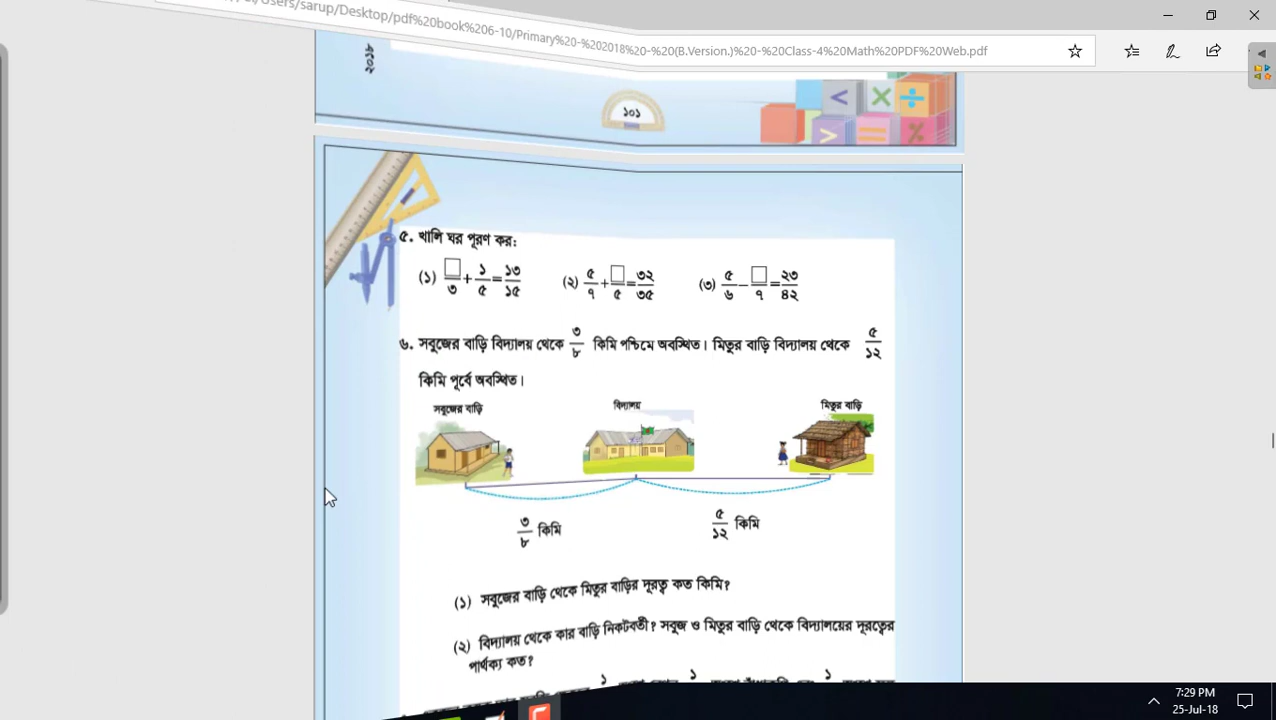 /Users/sarup/Desktop/pdf%20book%206-10/Primary%20-%202018%20-%20(B.Version.)%20-%20Class-4%20Math%20PDF%20Web.pdf
২০১৮
১০১
৫. খালি ঘর পূরণ কর:
(১) □/৩ + ১/৫ = ১৩/১৫ (২) ৫/৭ + □/৫ = ৩২/৩৫ (৩) ৫/৬ − □/৭ = ২৩/৪২
৬. সবুজের বাড়ি বিদ্যালয় থেকে ৩/৮ কিমি পশ্চিমে অবস্থিত। মিতুর বাড়ি বিদ্যালয় থেকে ৫/১২
কিমি পূর্বে অবস্থিত।
সবুজের বাড়ি বিদ্যালয় মিতুর বাড়ি
৩/৮ কিমি ৫/১২ কিমি
(১) সবুজের বাড়ি থেকে মিতুর বাড়ির দূরত্ব কত কিমি?
(২) বিদ্যালয় থেকে কার বাড়ি নিকটবর্তী? সবুজ ও মিতুর বাড়ি থেকে বিদ্যালয়ের দূরত্বের
পার্থক্য কত?
7:29 PM
25-Jul-18